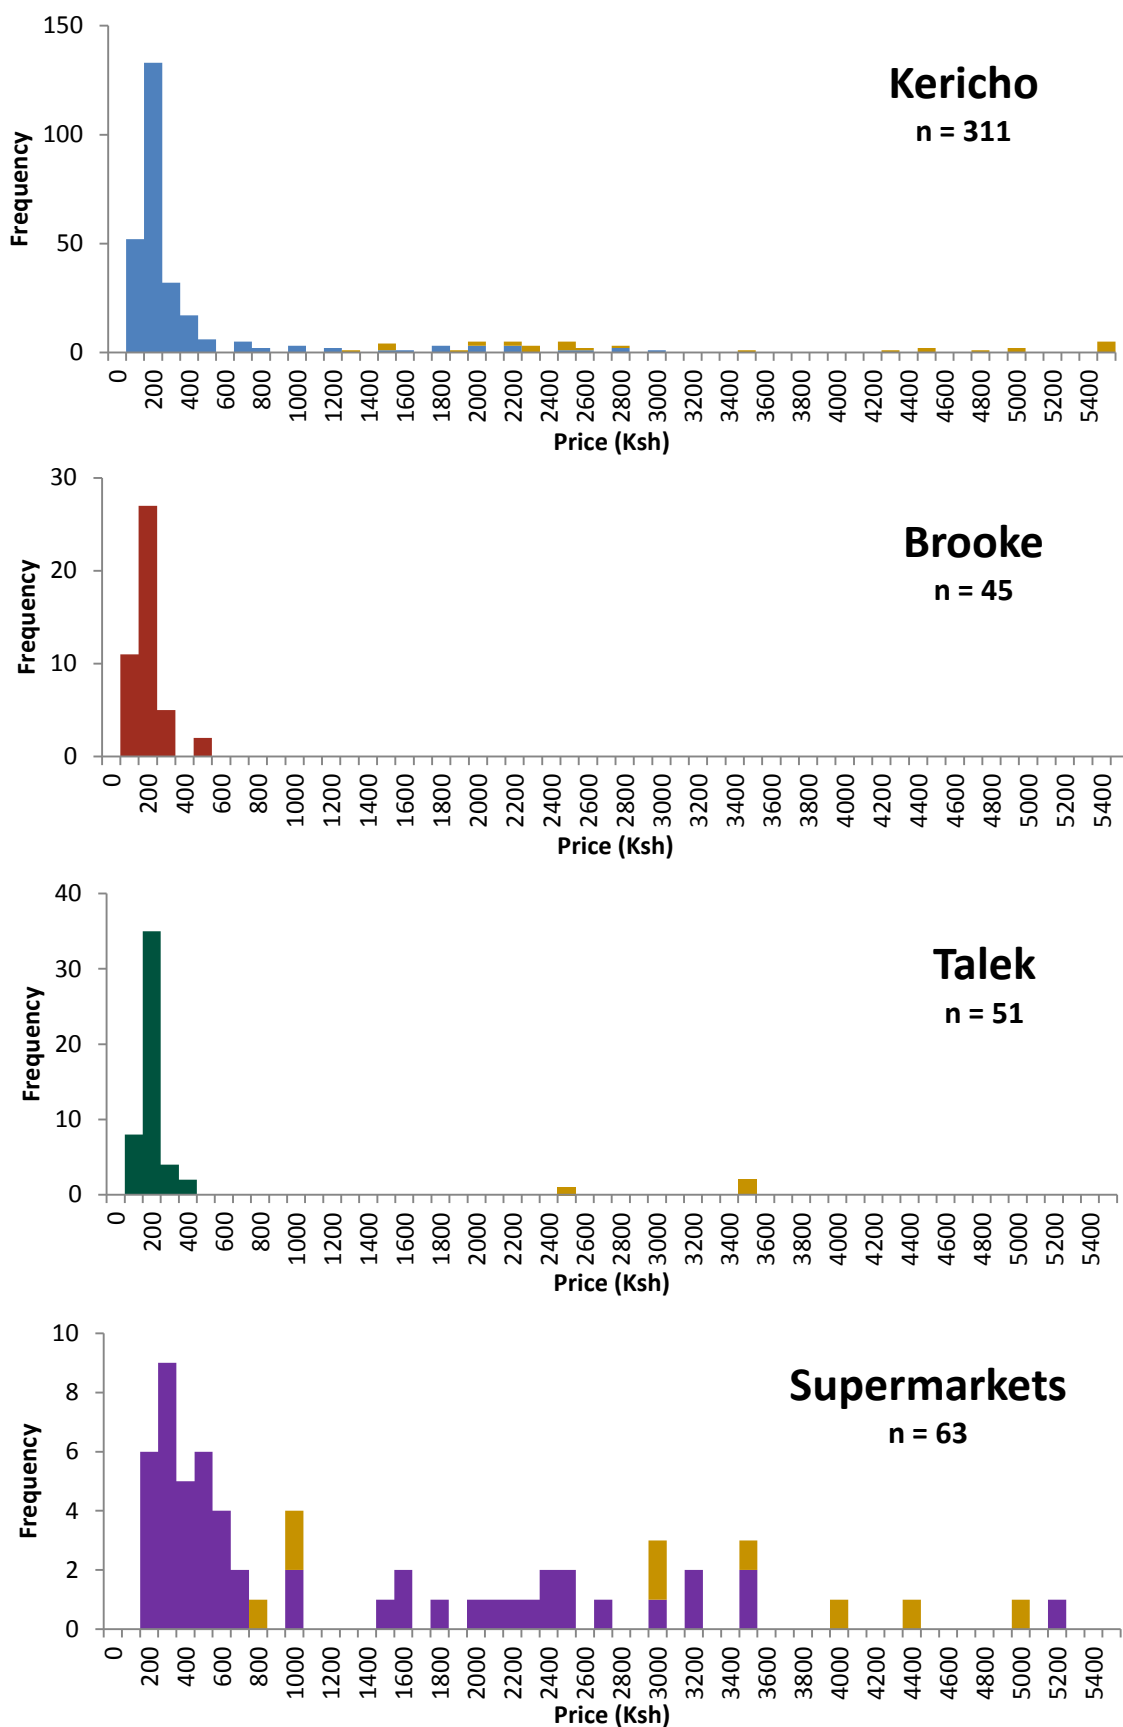 150
100
50
0
Frequency
Kericho
n = 311
0 200 400 600 800 1000 1200 1400 1600 1800 2000 2200 2400 2600 2800 3000 3200 3400 3600 3800 4000 4200 4400 4600 4800 5000 5200 5400
Price (Ksh)
30
20
10
0
Frequency
Brooke
n = 45
0 200 400 600 800 1000 1200 1400 1600 1800 2000 2200 2400 2600 2800 3000 3200 3400 3600 3800 4000 4200 4400 4600 4800 5000 5200 5400
Price (Ksh)
40
30
20
10
0
Frequency
Talek
n = 51
0 200 400 600 800 1000 1200 1400 1600 1800 2000 2200 2400 2600 2800 3000 3200 3400 3600 3800 4000 4200 4400 4600 4800 5000 5200 5400
Price (Ksh)
10
8
6
4
2
0
Frequency
Supermarkets
n = 63
0 200 400 600 800 1000 1200 1400 1600 1800 2000 2200 2400 2600 2800 3000 3200 3400 3600 3800 4000 4200 4400 4600 4800 5000 5200 5400
Price (Ksh)